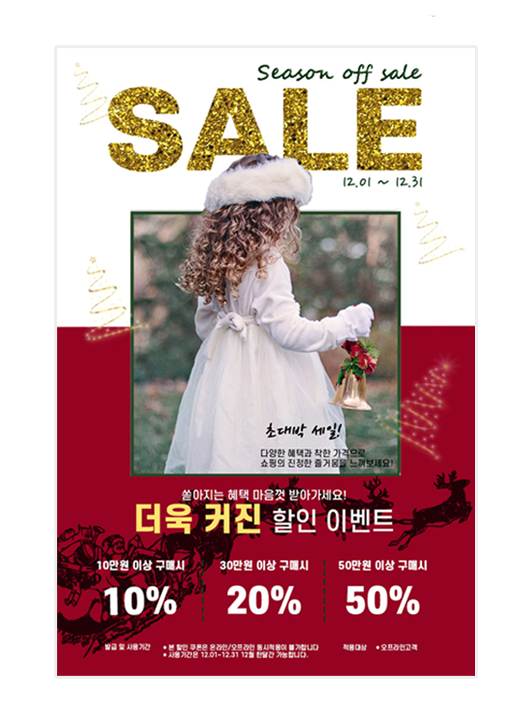 Season off sale
SALE
12.01 ~ 12.31
초대박 세일!
다양한 혜택과 착한 가격으로
쇼핑의 진정한 즐거움을 느껴보세요!
쏟아지는 혜택 마음껏 받아가세요!
더욱 커진 할인 이벤트
10만원 이상 구매시 30만원 이상 구매시 50만원 이상 구매시
10% 20% 50%
발급 및 사용기간 • 본 할인 쿠폰은 온라인/오프라인 동시적용이 불가합니다 적용대상 • 오프라인고객
• 사용기간은 12.01~12.31 12월 한달간 가능합니다.